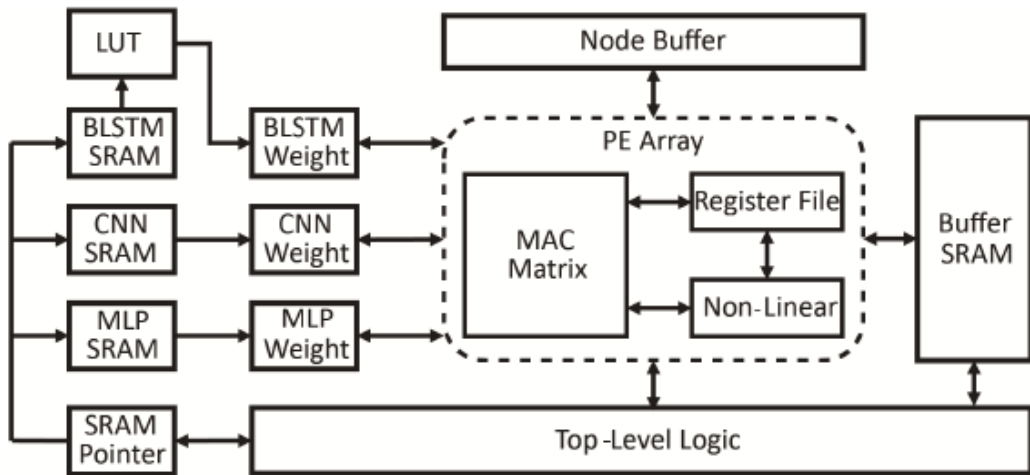 LUT
Node Buffer
BLSTM
SRAM
BLSTM
Weight
PE Array
Register File
MAC
Matrix
Non-Linear
Buffer
SRAM
CNN
SRAM
CNN
Weight
MLP
SRAM
MLP
Weight
SRAM
Pointer
Top-Level Logic